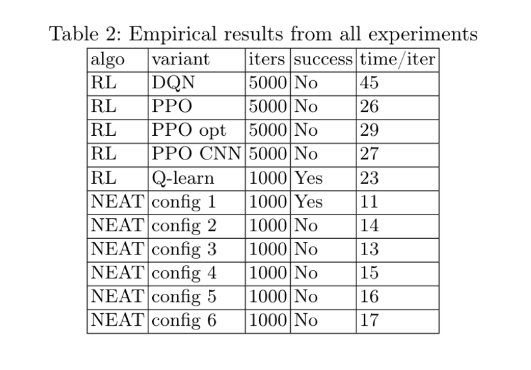 Table 2: Empirical results from all experiments
algo variant iters success time/iter
RL DQN 5000 No 45
RL PPO 5000 No 26
RL PPO opt 5000 No 29
RL PPO CNN 5000 No 27
RL Q-learn 1000 Yes 23
NEAT config 1 1000 Yes 11
NEAT config 2 1000 No 14
NEAT config 3 1000 No 13
NEAT config 4 1000 No 15
NEAT config 5 1000 No 16
NEAT config 6 1000 No 17